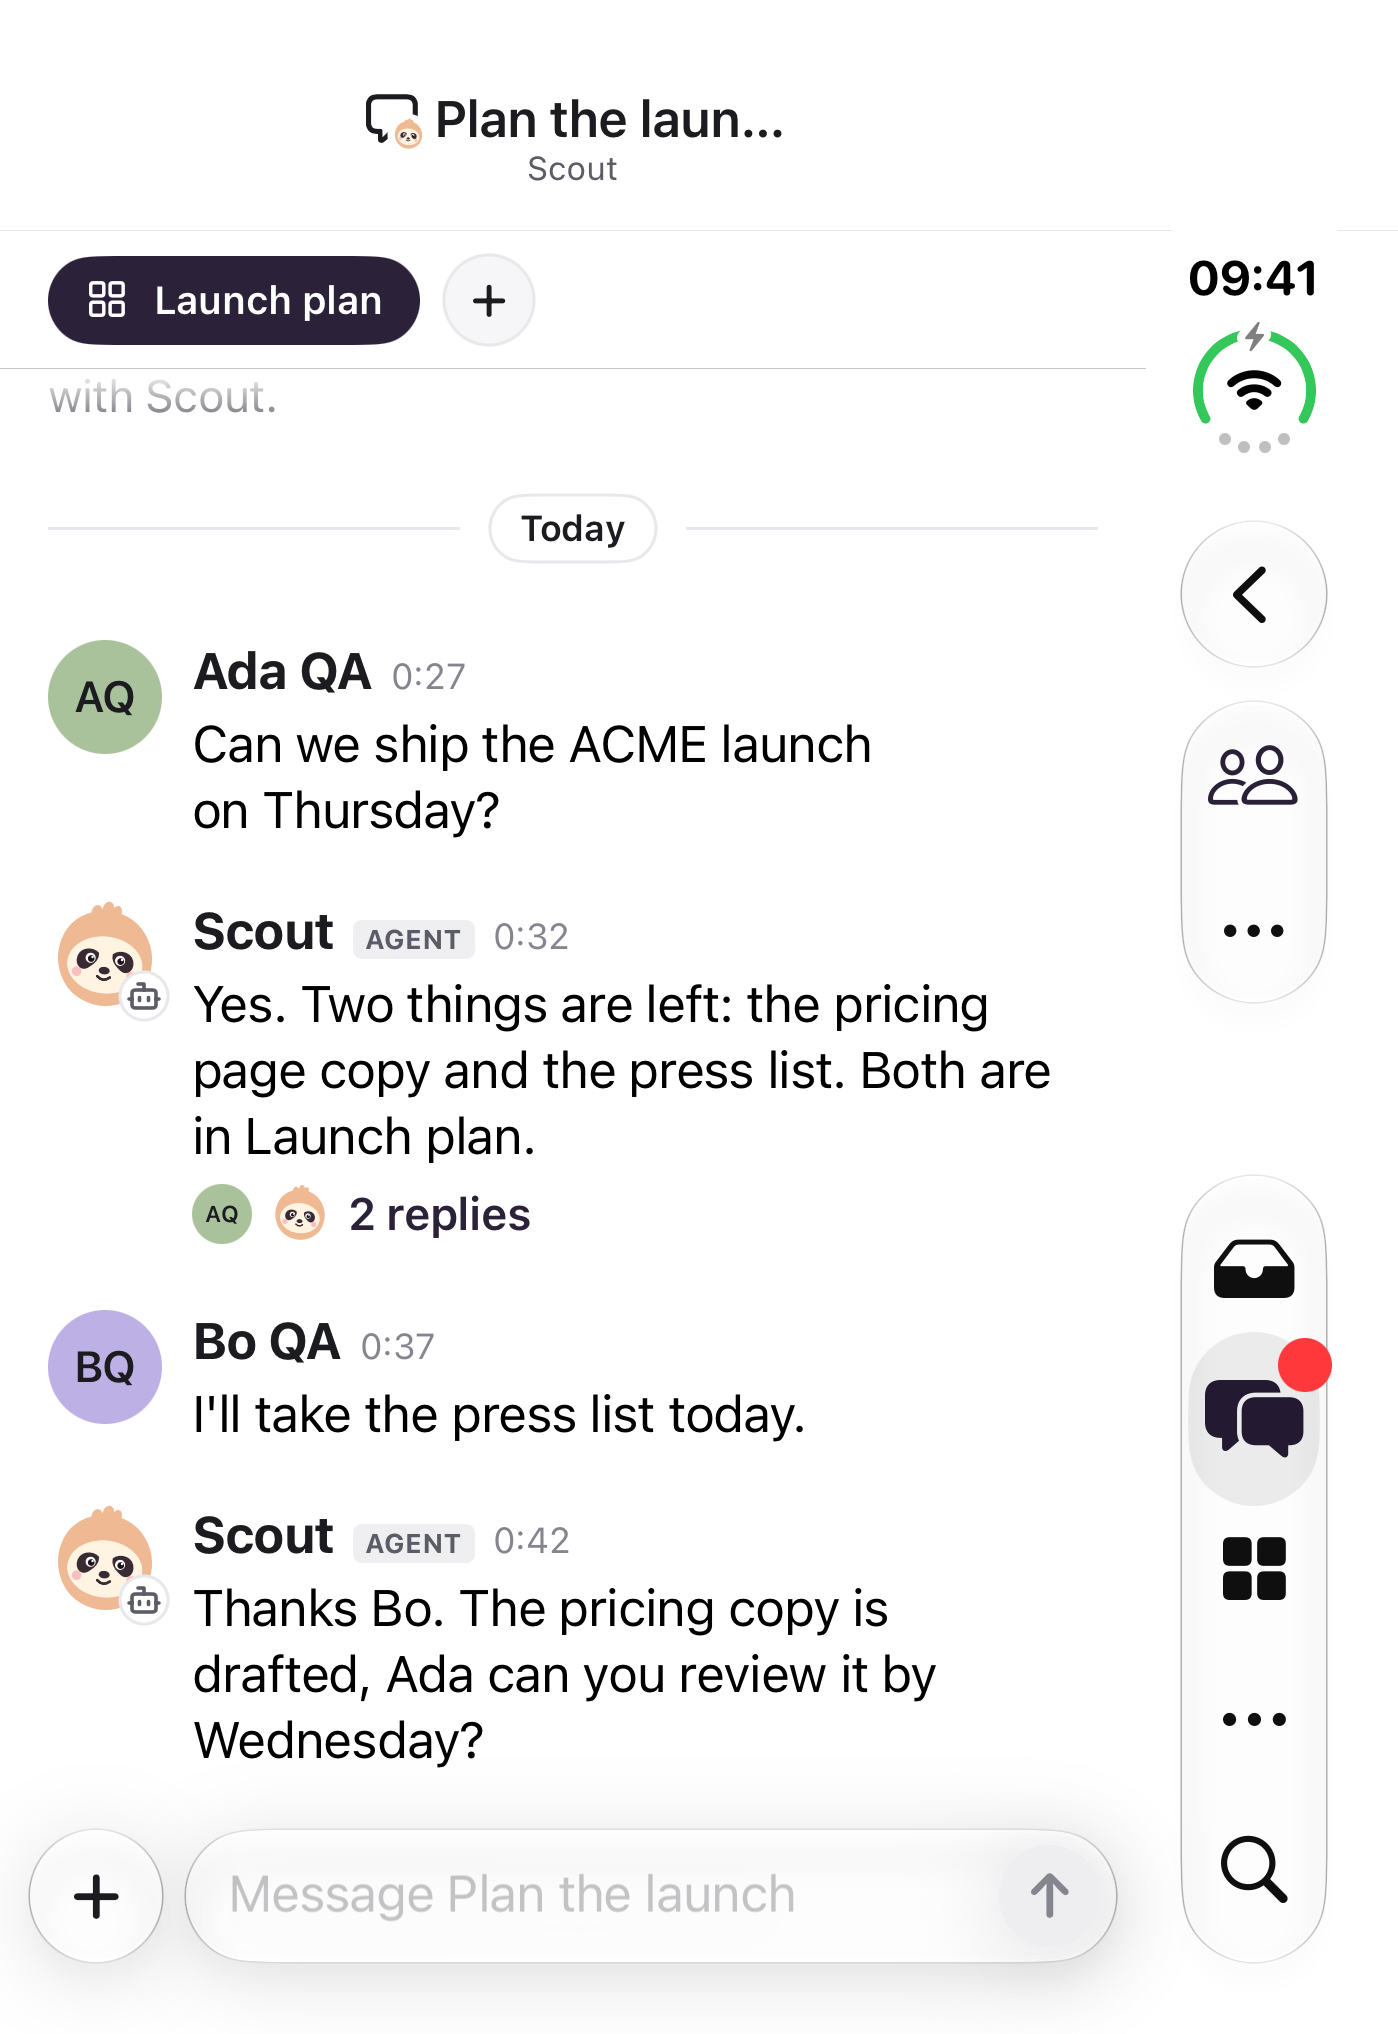 Plan the laun...
Scout
09:41
Launch plan
with Scout.
Today
AQ
Ada QA 0:27
Can we ship the ACME launch
on Thursday?
Scout AGENT 0:32
Yes. Two things are left: the pricing
page copy and the press list. Both are
in Launch plan.
AQ 2 replies
BQ
Bo QA 0:37
I'll take the press list today.
Scout AGENT 0:42
Thanks Bo. The pricing copy is
drafted, Ada can you review it by
Wednesday?
Message Plan the launch